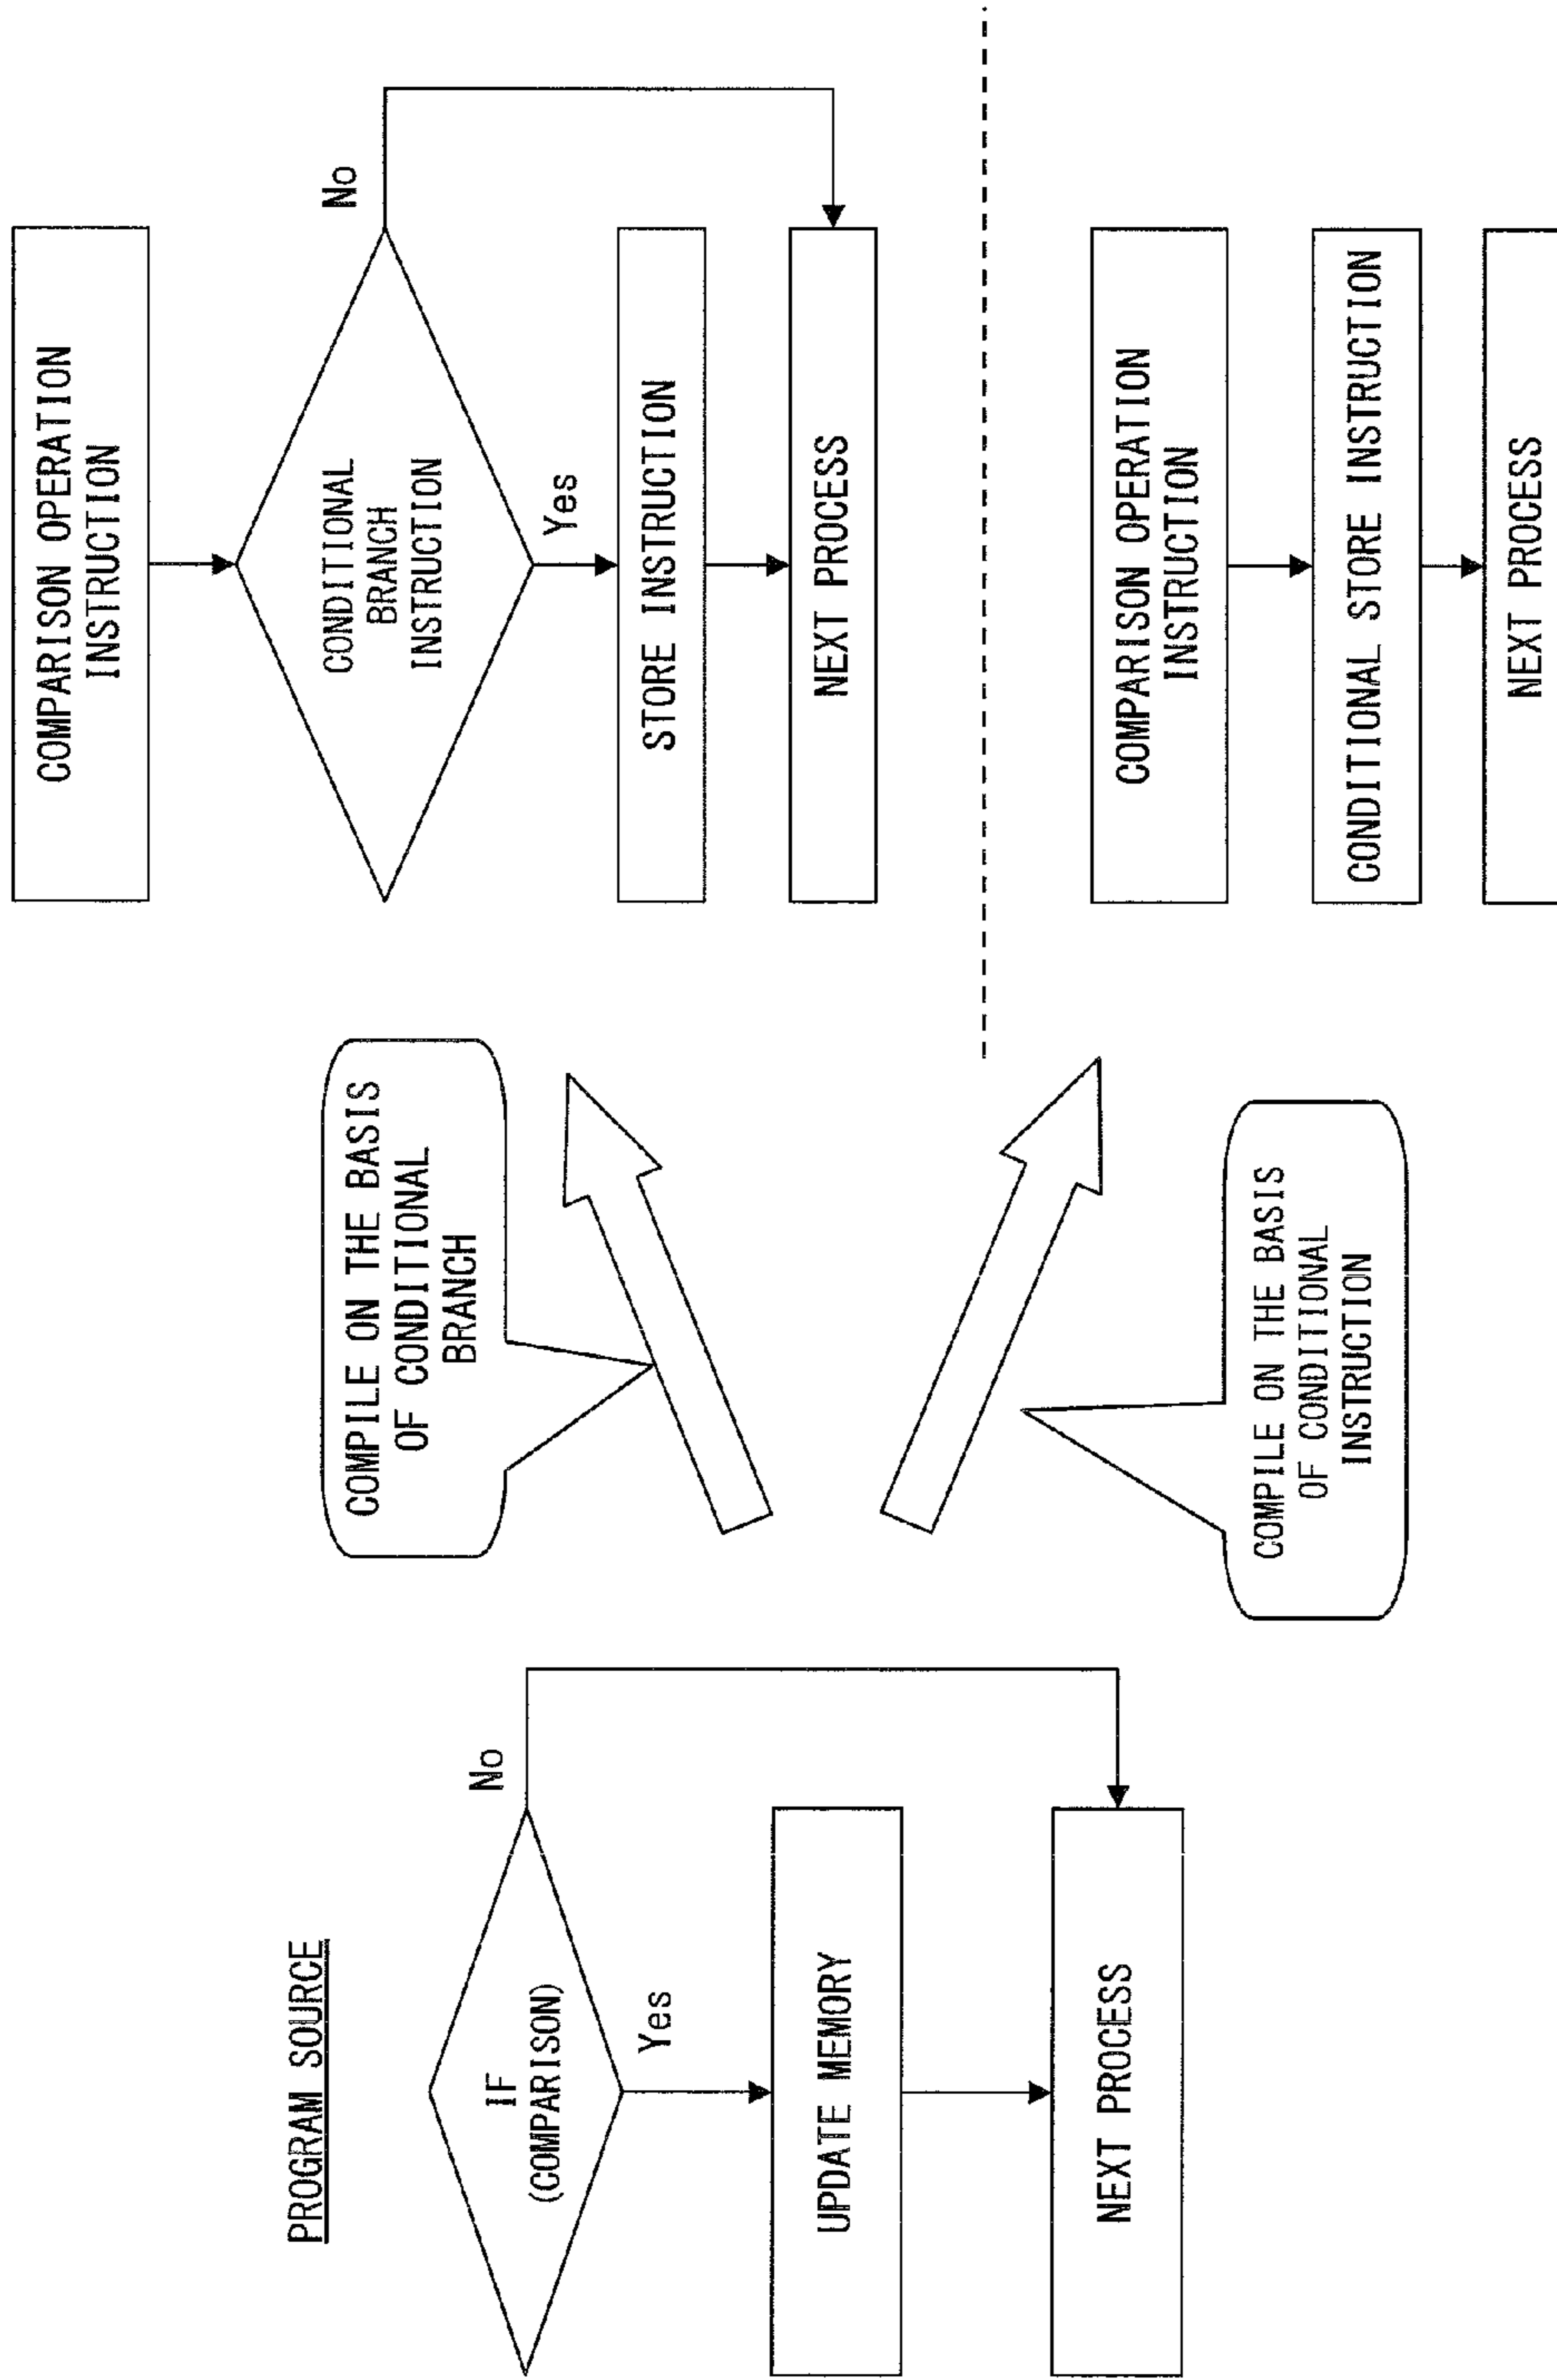 PROGRAM SOURCE
IF
(COMPARISON)
No
Yes
UPDATE MEMORY
NEXT PROCESS
COMPILE ON THE BASIS
OF CONDITIONAL
BRANCH
COMPILE ON THE BASIS
OF CONDITIONAL
INSTRUCTION
COMPARISON OPERATION
INSTRUCTION
CONDITIONAL
BRANCH
INSTRUCTION
No
Yes
STORE INSTRUCTION
NEXT PROCESS
COMPARISON OPERATION
INSTRUCTION
CONDITIONAL STORE INSTRUCTION
NEXT PROCESS